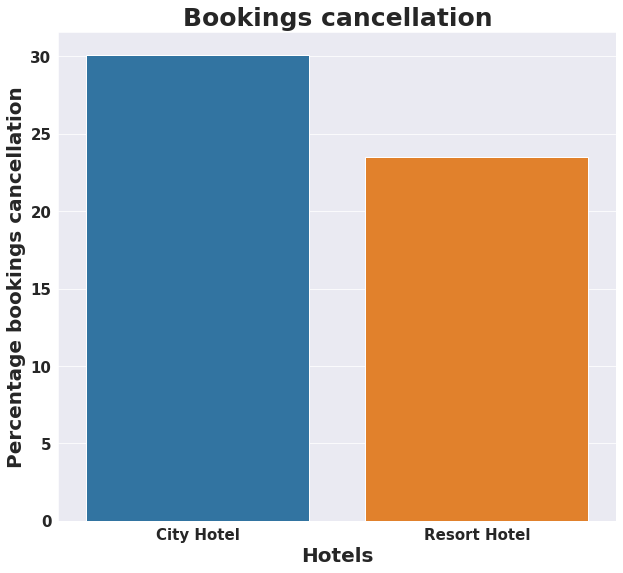 Bookings cancellation
Percentage bookings cancellation
30
25
20
15
10
5
0
City Hotel
Resort Hotel
Hotels